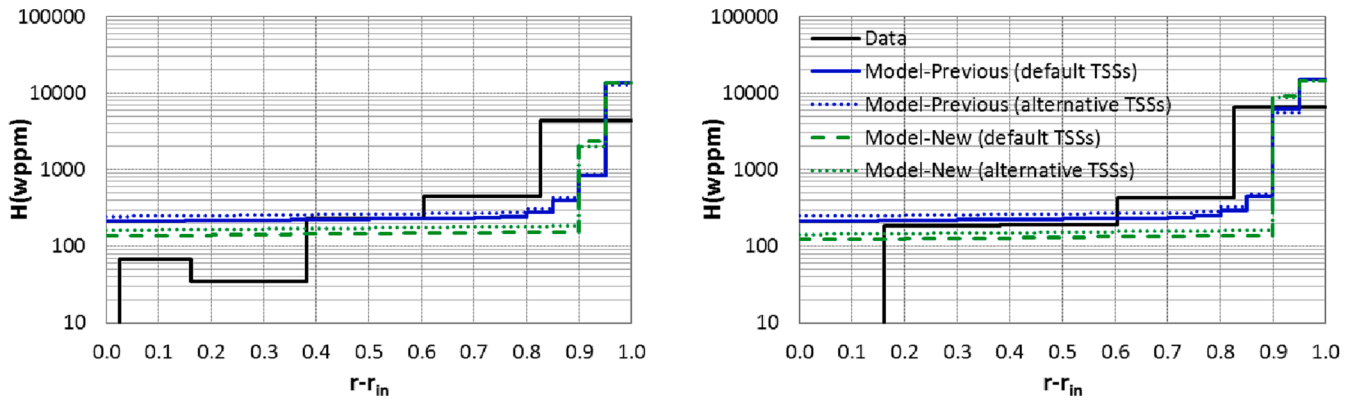 100000
10000
1000
100
10
H(wppm)
0.0 0.1 0.2 0.3 0.4 0.5 0.6 0.7 0.8 0.9 1.0
r-rin
100000
10000
1000
100
10
H(wppm)
Data
Model-Previous (default TSSs)
Model-Previous (alternative TSSs)
Model-New (default TSSs)
Model-New (alternative TSSs)
0.0 0.1 0.2 0.3 0.4 0.5 0.6 0.7 0.8 0.9 1.0
r-rin